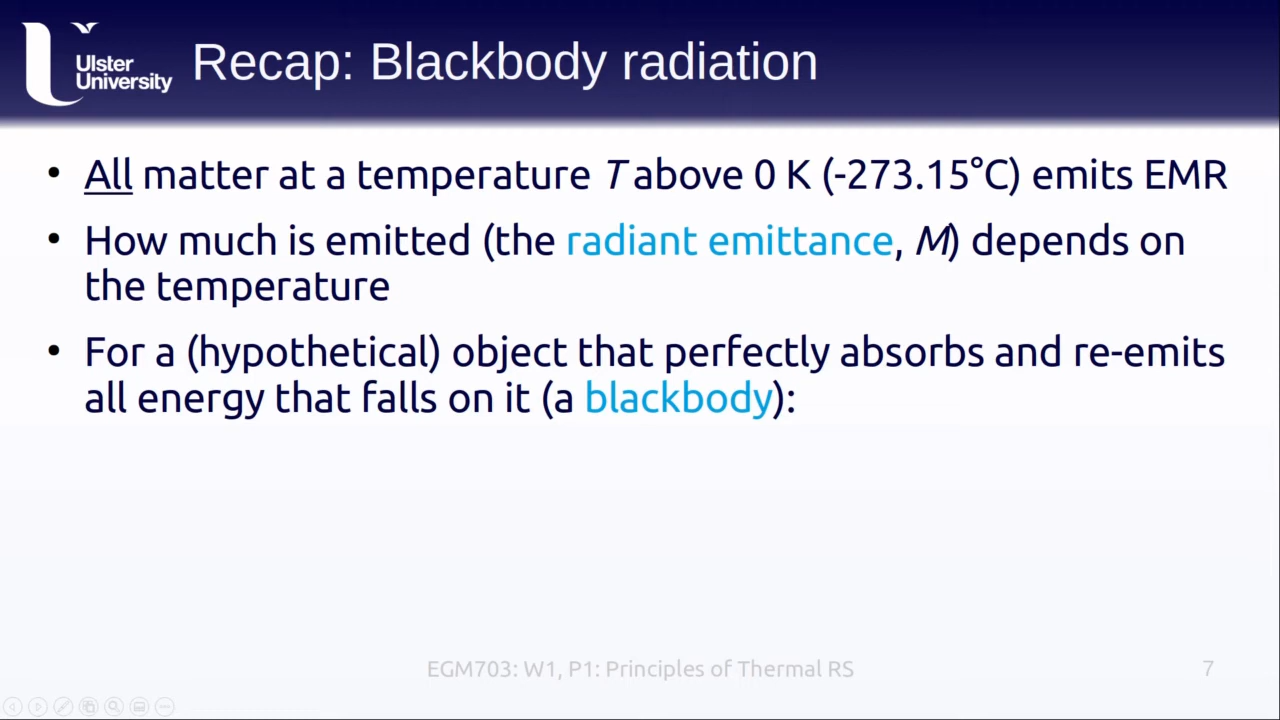 Ulster
University
Recap: Blackbody radiation
• All matter at a temperature T above 0 K (-273.15°C) emits EMR
• How much is emitted (the radiant emittance, M) depends on
the temperature
• For a (hypothetical) object that perfectly absorbs and re-emits
all energy that falls on it (a blackbody):
EGM703: W1, P1: Principles of Thermal RS
7